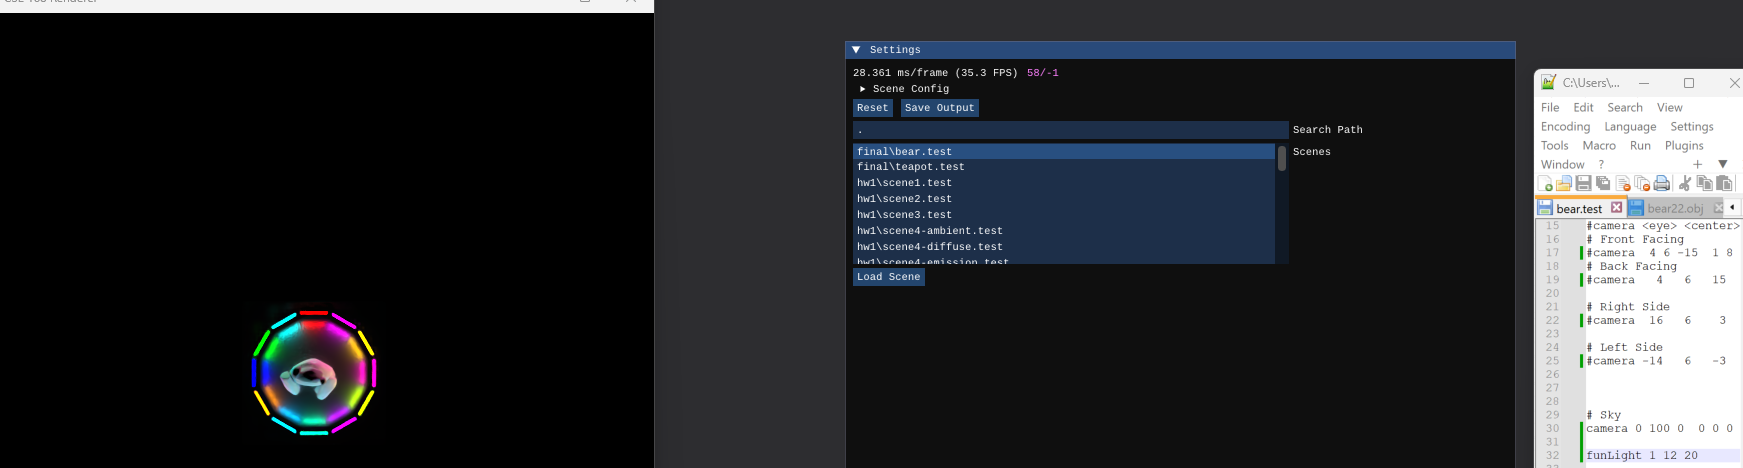 Settings
28.361 ms/frame (35.3 FPS) 58/-1
Scene Config
Reset Save Output
. Search Path
final\bear.test Scenes
final\teapot.test
hw1\scene1.test
hw1\scene2.test
hw1\scene3.test
hw1\scene4-ambient.test
hw1\scene4-diffuse.test
hw1\scene4-emission.test
Load Scene
C:\Users\...
File Edit Search View
Encoding Language Settings
Tools Macro Run Plugins
Window ? +
bear.test bear22.obj
15 #camera <eye> <center>
16 # Front Facing
17 #camera 4 6 -15 1 8
18 # Back Facing
19 #camera 4 6 15
20
21 # Right Side
22 #camera 16 6 3
23
24 # Left Side
25 #camera -14 6 -3
26
27
28
29 # Sky
30 camera 0 100 0 0 0 0
31
32 funLight 1 12 20